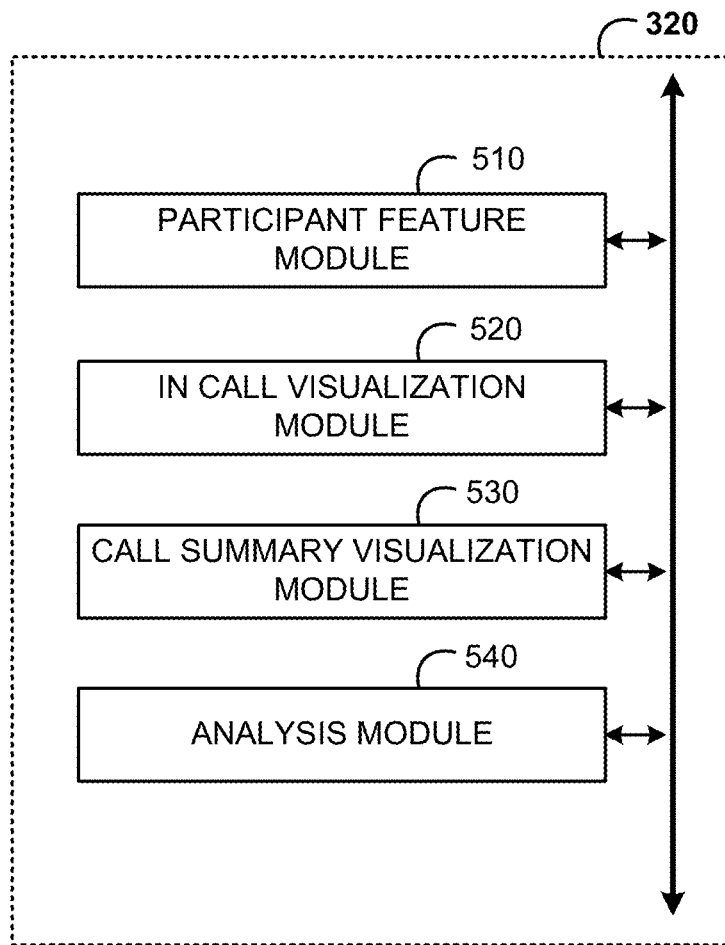 320
510
PARTICIPANT FEATURE
MODULE
520
IN CALL VISUALIZATION
MODULE
530
CALL SUMMARY VISUALIZATION
MODULE
540
ANALYSIS MODULE